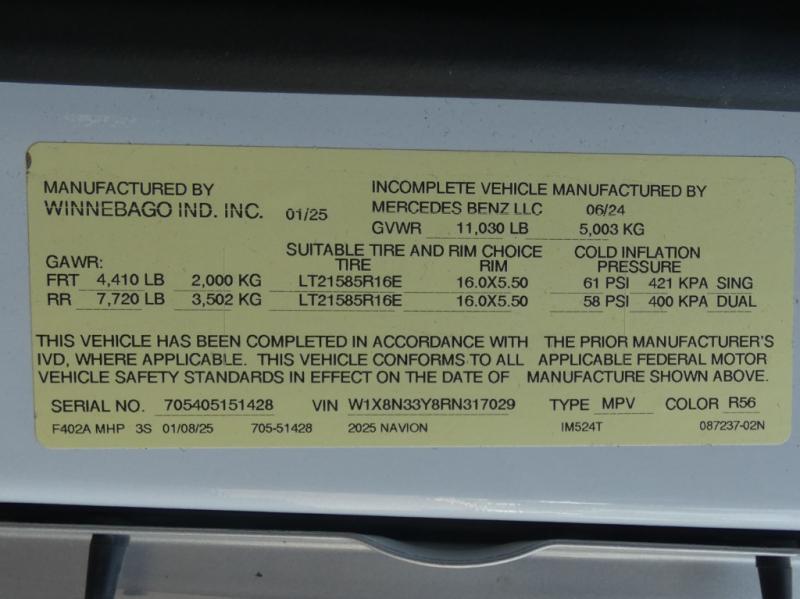 MANUFACTURED BY INCOMPLETE VEHICLE MANUFACTURED BY
WINNEBAGO IND. INC. 01/25 MERCEDES BENZ LLC 06/24
GVWR 11,030 LB 5,003 KG
SUITABLE TIRE AND RIM CHOICE COLD INFLATION
GAWR: TIRE RIM PRESSURE
FRT 4,410 LB 2,000 KG LT21585R16E 16.0X5.50 61 PSI 421 KPA SING
RR 7,720 LB 3,502 KG LT21585R16E 16.0X5.50 58 PSI 400 KPA DUAL
THIS VEHICLE HAS BEEN COMPLETED IN ACCORDANCE WITH THE PRIOR MANUFACTURER'S
IVD, WHERE APPLICABLE. THIS VEHICLE CONFORMS TO ALL APPLICABLE FEDERAL MOTOR
VEHICLE SAFETY STANDARDS IN EFFECT ON THE DATE OF MANUFACTURE SHOWN ABOVE.
SERIAL NO. 705405151428 VIN W1X8N33Y8RN317029 TYPE MPV COLOR R56
F402A MHP 3S 01/08/25 705-51428 2025 NAVION IM524T 087237-02N